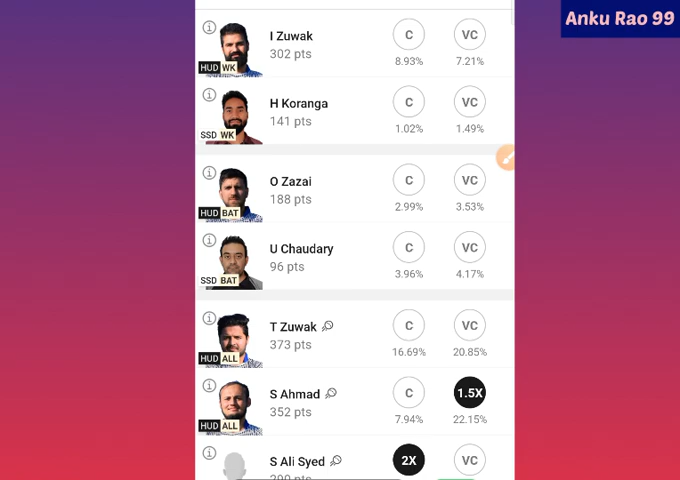 Anku Rao 99
I Zuwak
302 pts
HUD WK
C
8.93%
VC
7.21%
H Koranga
141 pts
SSD WK
C
1.02%
VC
1.49%
O Zazai
188 pts
HUD BAT
C
2.99%
VC
3.53%
U Chaudary
96 pts
SSD BAT
C
3.96%
VC
4.17%
T Zuwak
373 pts
HUD ALL
C
16.69%
VC
20.85%
S Ahmad
352 pts
HUD ALL
C
7.94%
1.5X
22.15%
S Ali Syed
290 pts
2X
VC